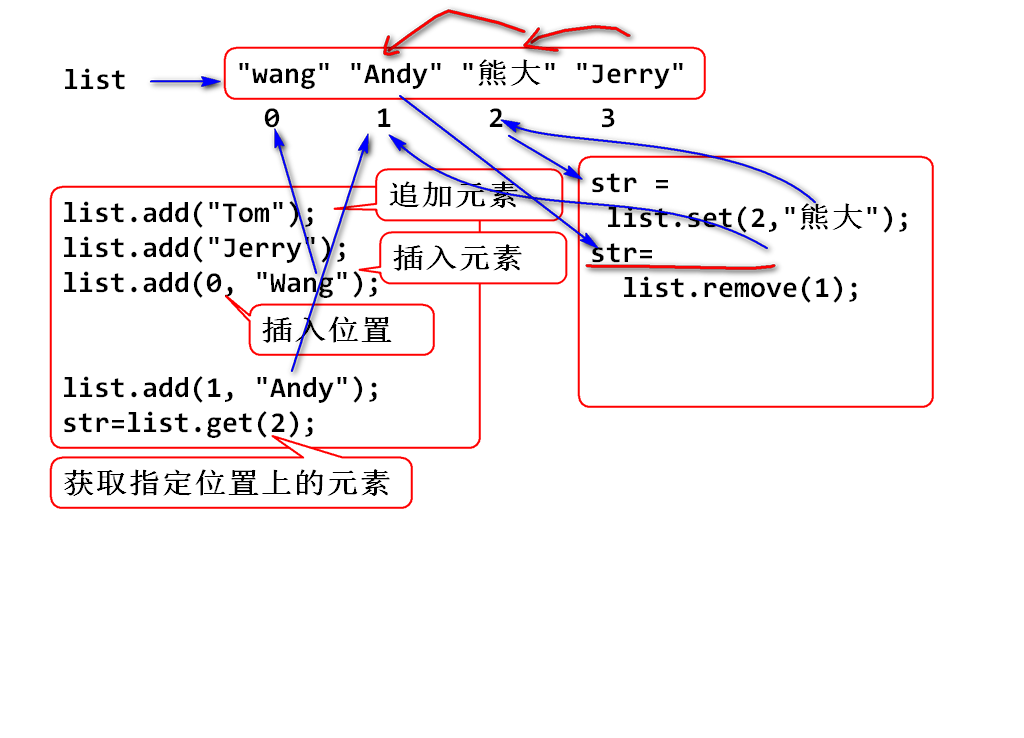 list
"wang" "Andy" "熊大" "Jerry"
0 1 2 3
list.add("Tom");
追加元素
list.add("Jerry");
list.add(0, "Wang");
插入元素
插入位置
list.add(1, "Andy");
str=list.get(2);
获取指定位置上的元素
str =
list.set(2,"熊大");
str=
list.remove(1);